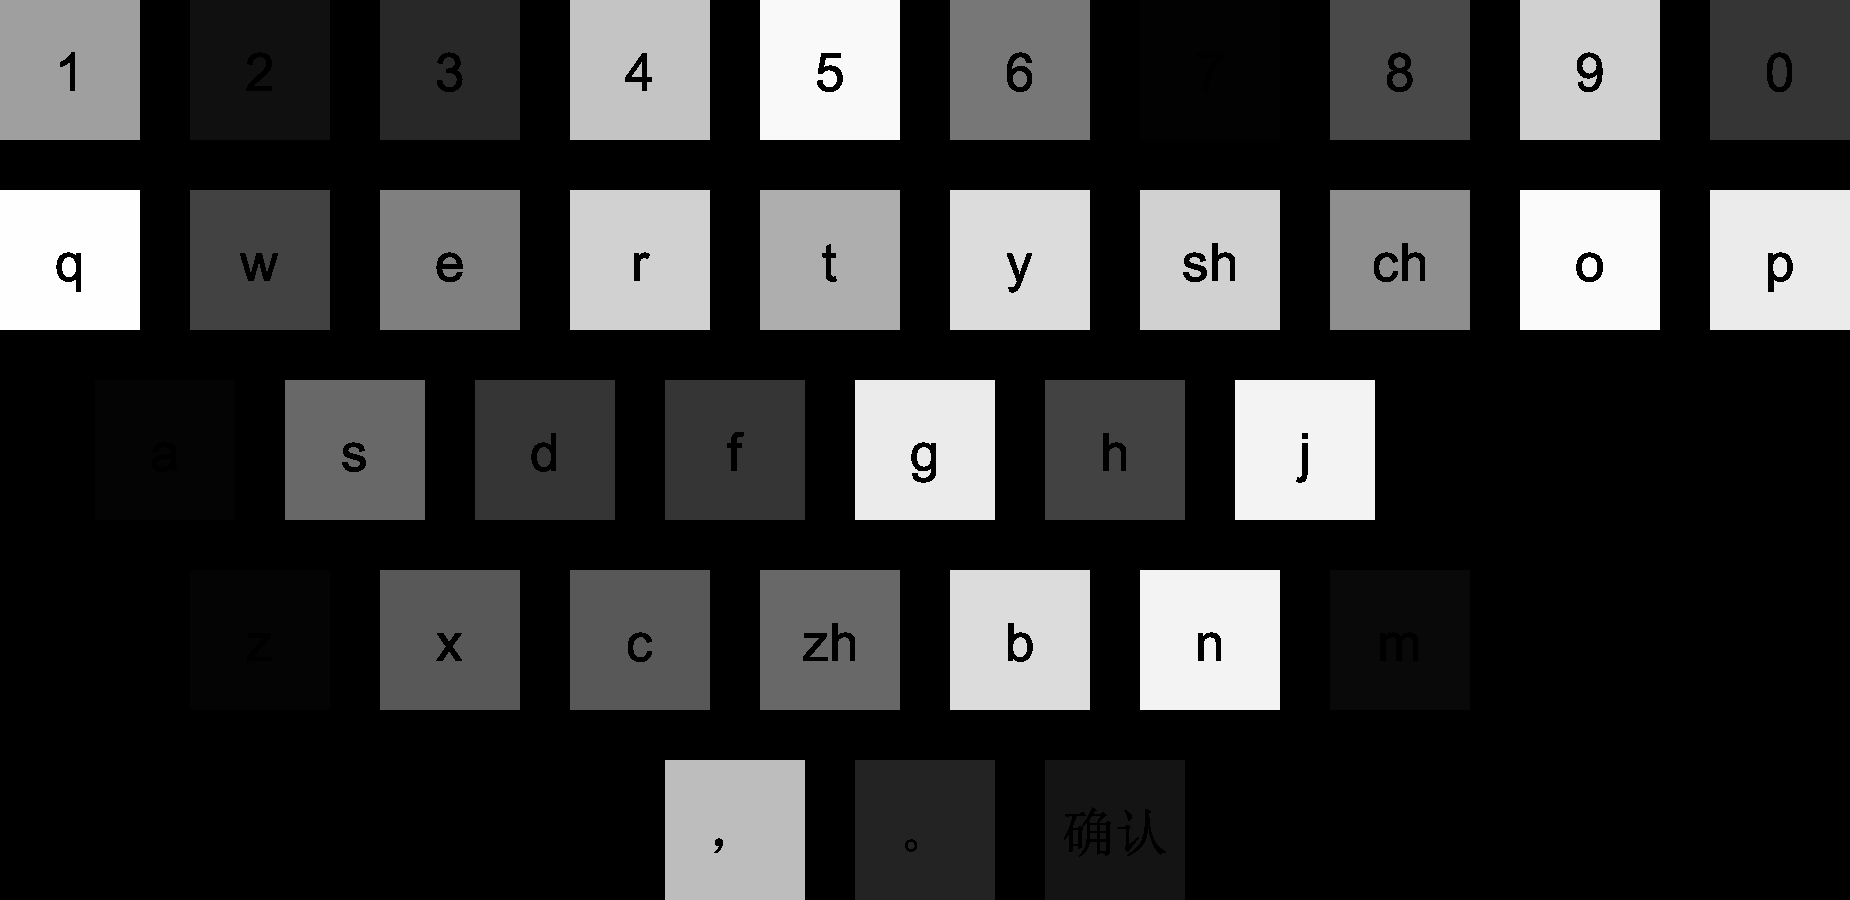 1 2 3 4 5 6 7 8 9 0
q w e r t y sh ch o p
a s d f g h j
z x c zh b n m
， 。 确认